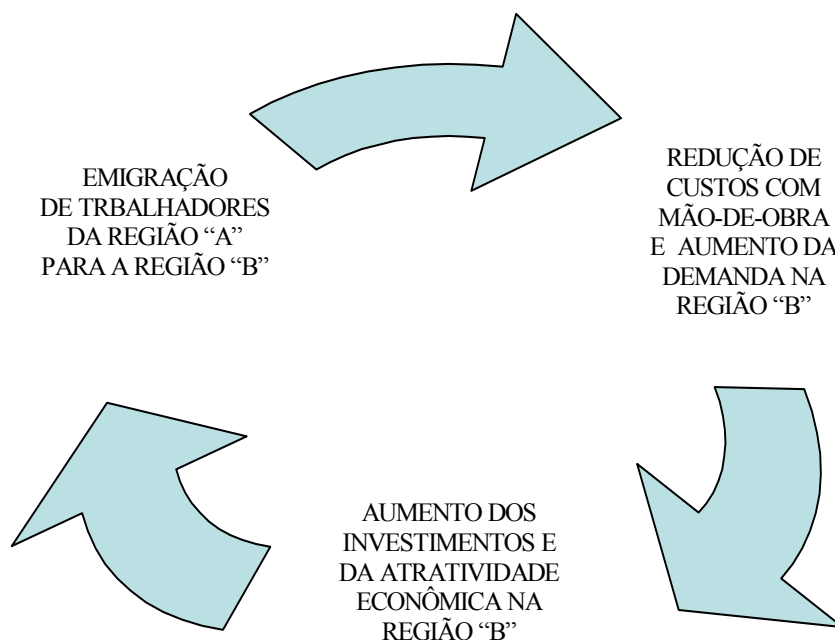 EMIGRAÇÃO
DE TRBALHADORES
DA REGIÃO “A”
PARA A REGIÃO “B”
REDUÇÃO DE
CUSTOS COM
MÃO-DE-OBRA
E AUMENTO DA
DEMANDA NA
REGIÃO “B”
AUMENTO DOS
INVESTIMENTOS E
DA ATRATIVIDADE
ECONÔMICA NA
REGIÃO “B”